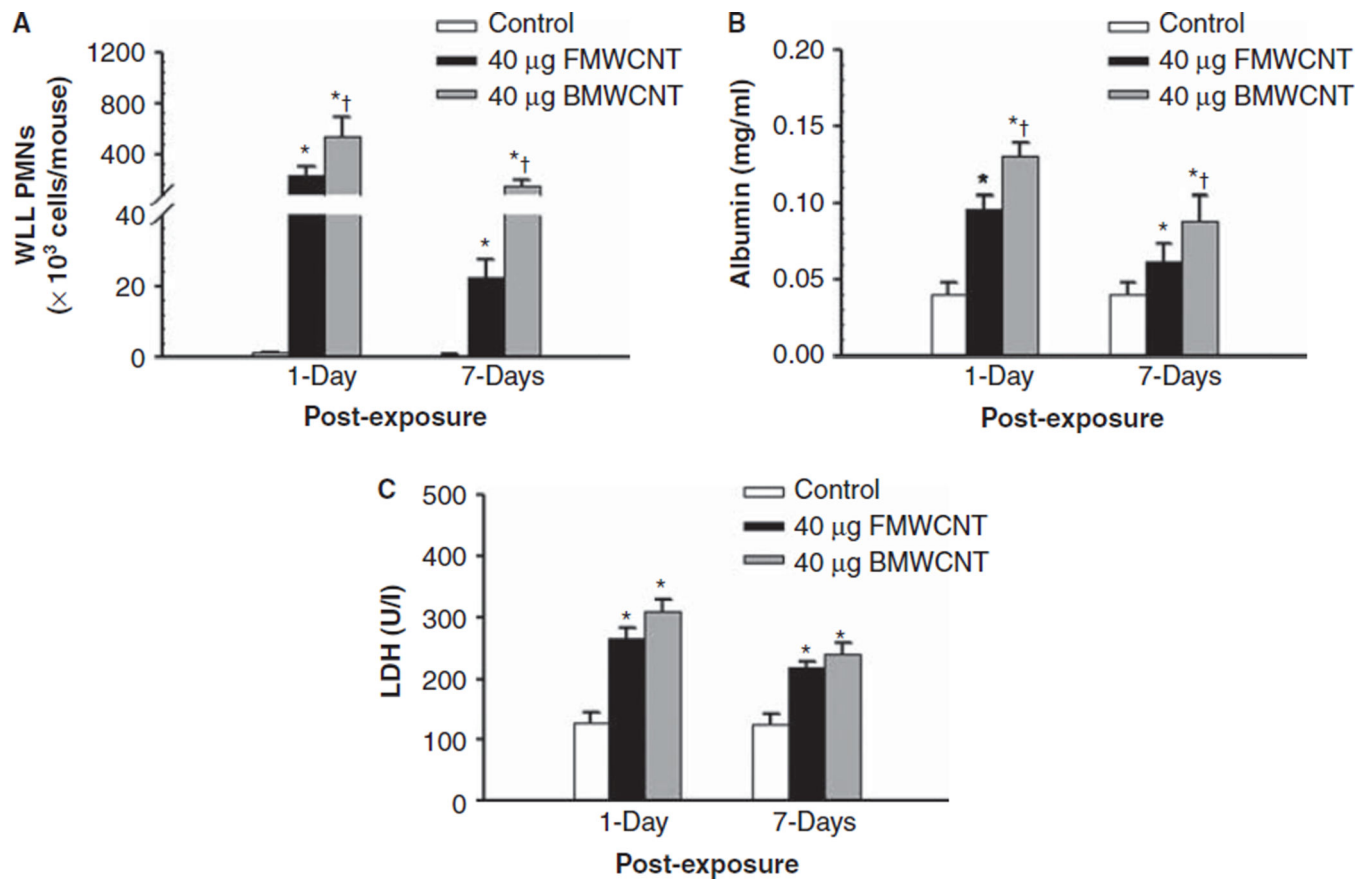 A
Control
40 µg FMWCNT
40 µg BMWCNT
WLL PMNs
(× 10³ cells/mouse)
1200
800
400
40
20
0
*
*†
*
*†
1-Day
7-Days
Post-exposure
B
Control
40 µg FMWCNT
40 µg BMWCNT
Albumin (mg/ml)
0.20
0.15
0.10
0.05
0.00
*
*†
*
*†
1-Day
7-Days
Post-exposure
C
Control
40 µg FMWCNT
40 µg BMWCNT
LDH (U/l)
500
400
300
200
100
0
*
*
*
*
1-Day
7-Days
Post-exposure